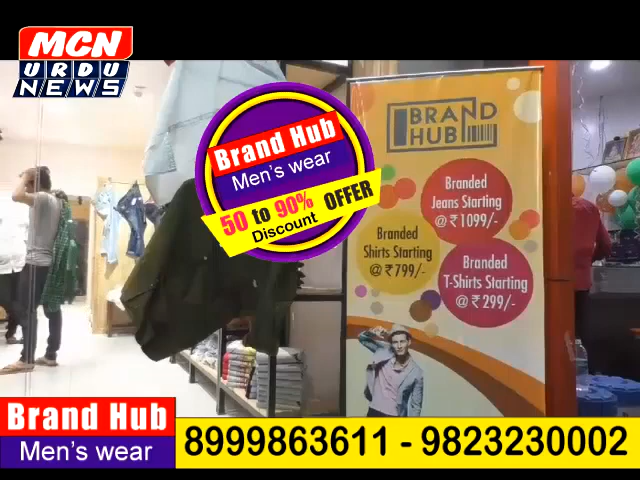 MCN
URDU
NEWS
Brand Hub
Men's wear
50 to 90% OFFER
Discount
BRAND
HUB
Branded
Jeans Starting
@ ₹ 1099/-
Branded
Shirts Starting
@ ₹ 799/-
Branded
T-Shirts Starting
@ ₹ 299/-
Brand Hub
Men's wear
8999863611 - 9823230002